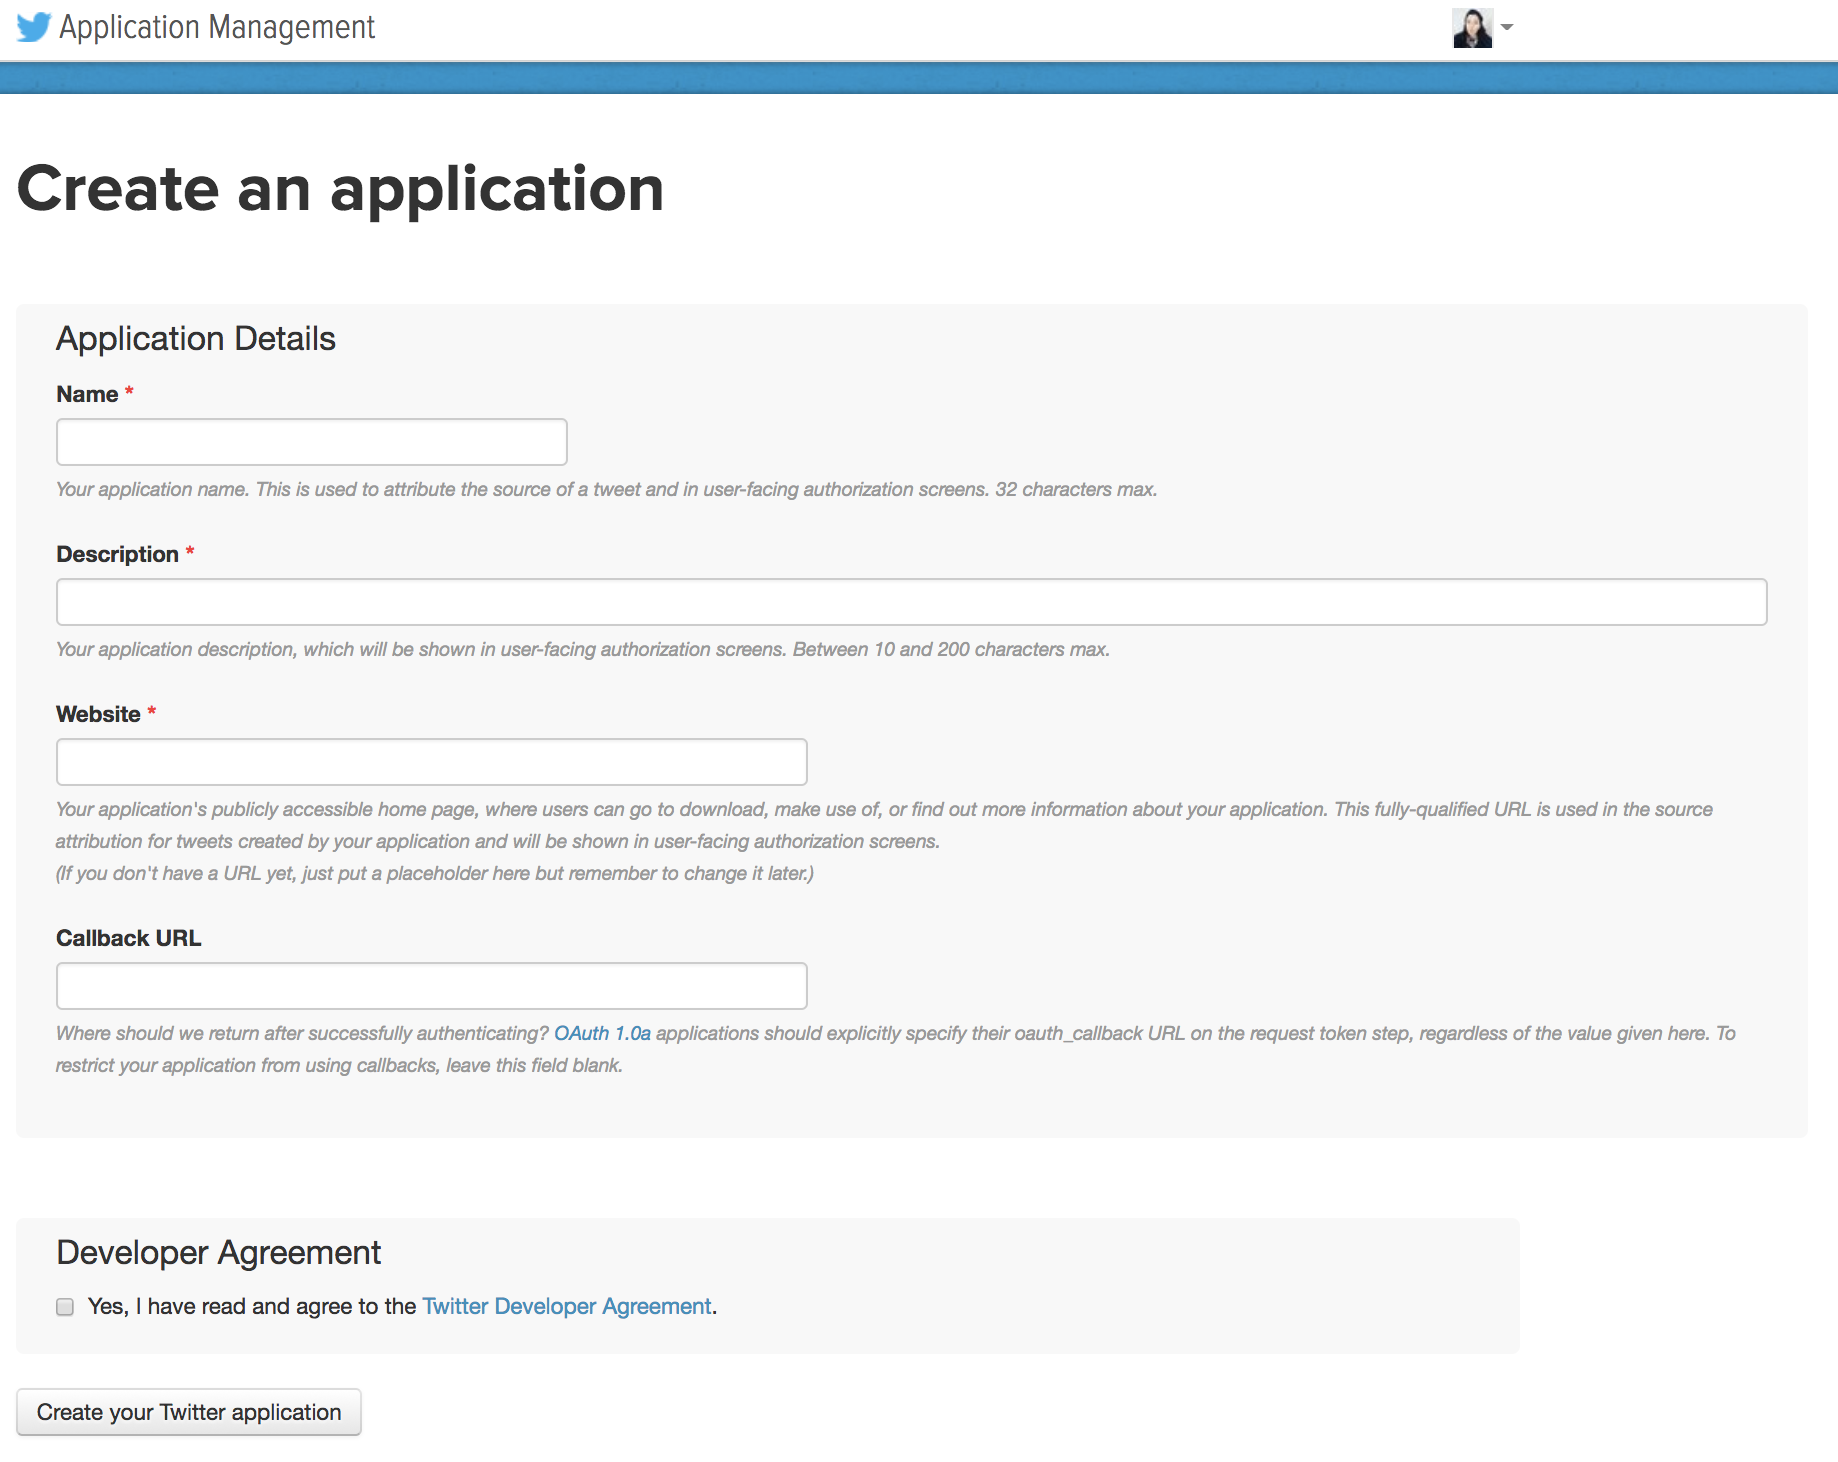 Application Management
Create an application
Application Details
Name *
Your application name. This is used to attribute the source of a tweet and in user-facing authorization screens. 32 characters max.
Description *
Your application description, which will be shown in user-facing authorization screens. Between 10 and 200 characters max.
Website *
Your application's publicly accessible home page, where users can go to download, make use of, or find out more information about your application. This fully-qualified URL is used in the source
attribution for tweets created by your application and will be shown in user-facing authorization screens.
(If you don't have a URL yet, just put a placeholder here but remember to change it later.)
Callback URL
Where should we return after successfully authenticating? OAuth 1.0a applications should explicitly specify their oauth_callback URL on the request token step, regardless of the value given here. To
restrict your application from using callbacks, leave this field blank.
Developer Agreement
Yes, I have read and agree to the Twitter Developer Agreement.
Create your Twitter application